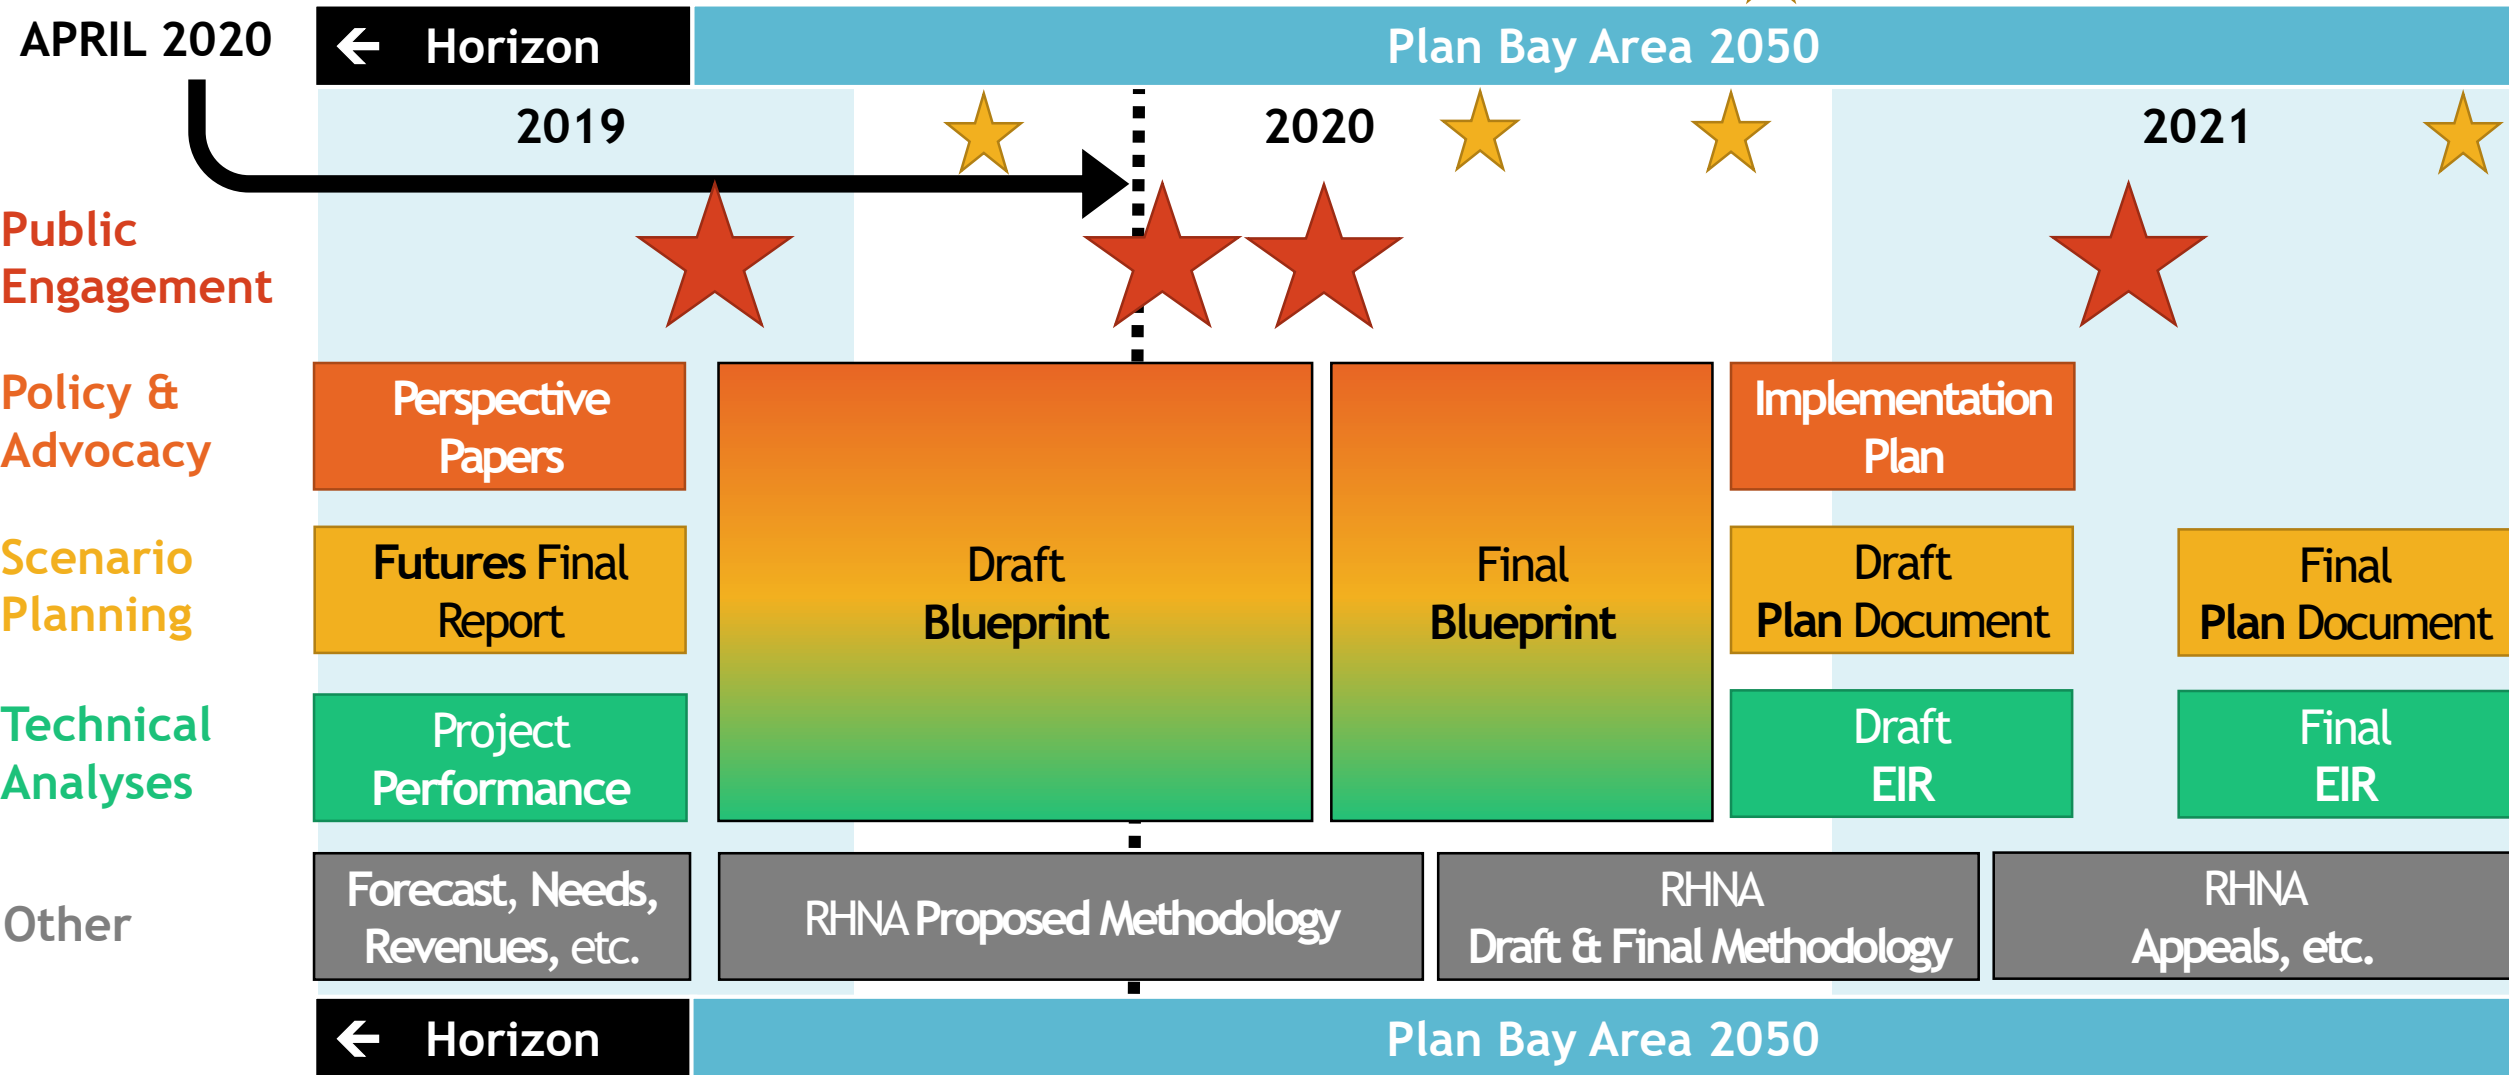 APRIL 2020
Horizon
Plan Bay Area 2050
2019
2020
2021
Public
Engagement
Policy &
Advocacy
Perspective
Papers
Implementation
Plan
Scenario
Planning
Futures Final
Report
Draft
Blueprint
Final
Blueprint
Draft
Plan Document
Final
Plan Document
Technical
Analyses
Project
Performance
Draft
EIR
Final
EIR
Other
Forecast, Needs,
Revenues, etc.
RHNA Proposed Methodology
RHNA
Draft & Final Methodology
RHNA
Appeals, etc.
Horizon
Plan Bay Area 2050